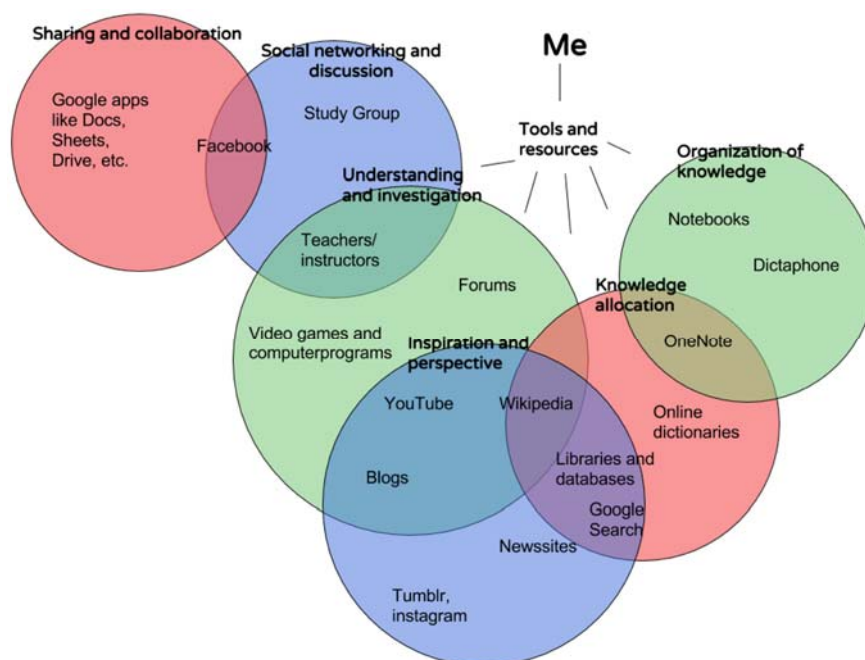 Sharing and collaboration
Google apps
like Docs,
Sheets,
Drive, etc.
Facebook
Social networking and
discussion
Study Group
Me
Tools and
resources
Organization of
knowledge
Notebooks
Dictaphone
Understanding
and investigation
Teachers/
instructors
Forums
Video games and
computerprograms
Knowledge
allocation
OneNote
Online
dictionaries
Inspiration and
perspective
YouTube
Wikipedia
Blogs
Libraries and
databases
Google
Search
Newssites
Tumblr,
instagram